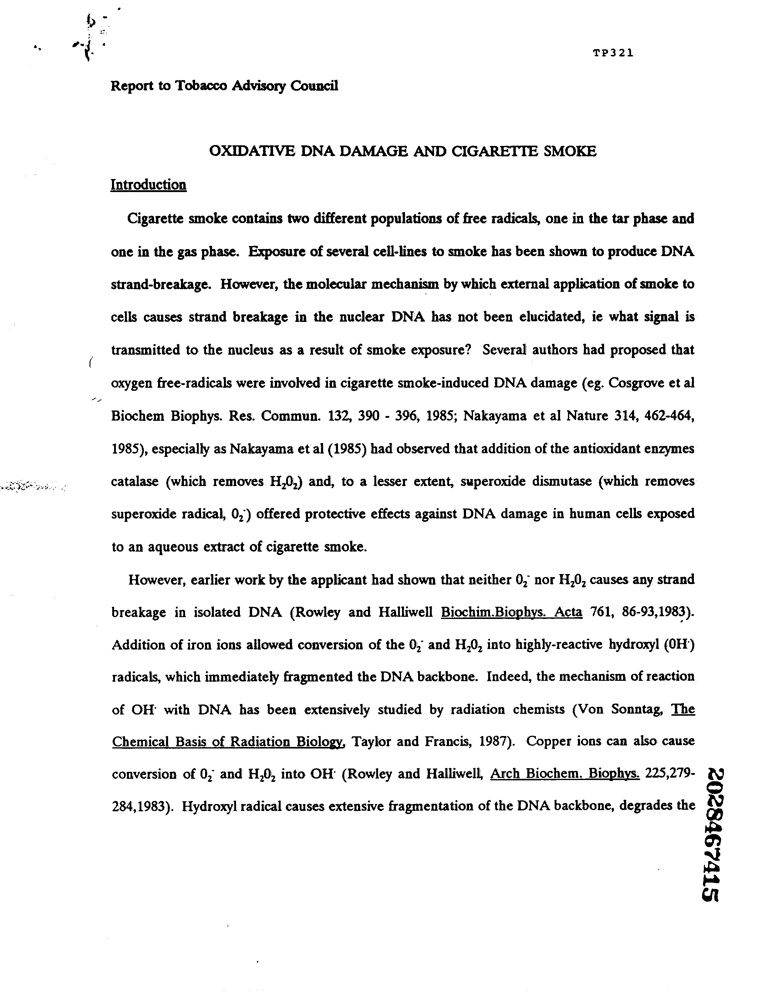 TP321
Report to Tobacco Advisory Council
OXIDATIVE DNA DAMAGE AND CIGARETTE SMOKE
Introduction
Cigarette smoke contains two different populations of free radicals, one in the tar phase and
one in the gas phase. Exposure of several cell-lines to smoke has been shown to produce DNA
strand-breakage. However, the molecular mechanism by which external application of smoke to
cells causes strand breakage in the nuclear DNA has not been elucidated, ie what signal is
transmitted to the nucleus as a result of smoke exposure? Several authors had proposed that
oxygen free-radicals were involved in cigarette smoke-induced DNA damage (eg. Cosgrove et al
Biochem Biophys. Res. Commun. 132, 390 - 396, 1985; Nakayama et al Nature 314, 462-464,
1985), especially as Nakayama et al (1985) had observed that addition of the antioxidant enzymes
catalase (which removes H₂0₂) and, to a lesser extent, superoxide dismutase (which removes
superoxide radical, 0₂⁻) offered protective effects against DNA damage in human cells exposed
to an aqueous extract of cigarette smoke.
However, earlier work by the applicant had shown that neither 0₂⁻ nor H₂0₂ causes any strand
breakage in isolated DNA (Rowley and Halliwell Biochim.Biophys. Acta 761, 86-93,1983).
Addition of iron ions allowed conversion of the 0₂⁻ and H₂0₂ into highly-reactive hydroxyl (0H·)
radicals, which immediately fragmented the DNA backbone. Indeed, the mechanism of reaction
of OH· with DNA has been extensively studied by radiation chemists (Von Sonntag, The
Chemical Basis of Radiation Biology, Taylor and Francis, 1987). Copper ions can also cause
conversion of 0₂⁻ and H₂0₂ into OH· (Rowley and Halliwell, Arch Biochem. Biophys. 225,279-
284,1983). Hydroxyl radical causes extensive fragmentation of the DNA backbone, degrades the
2028467415